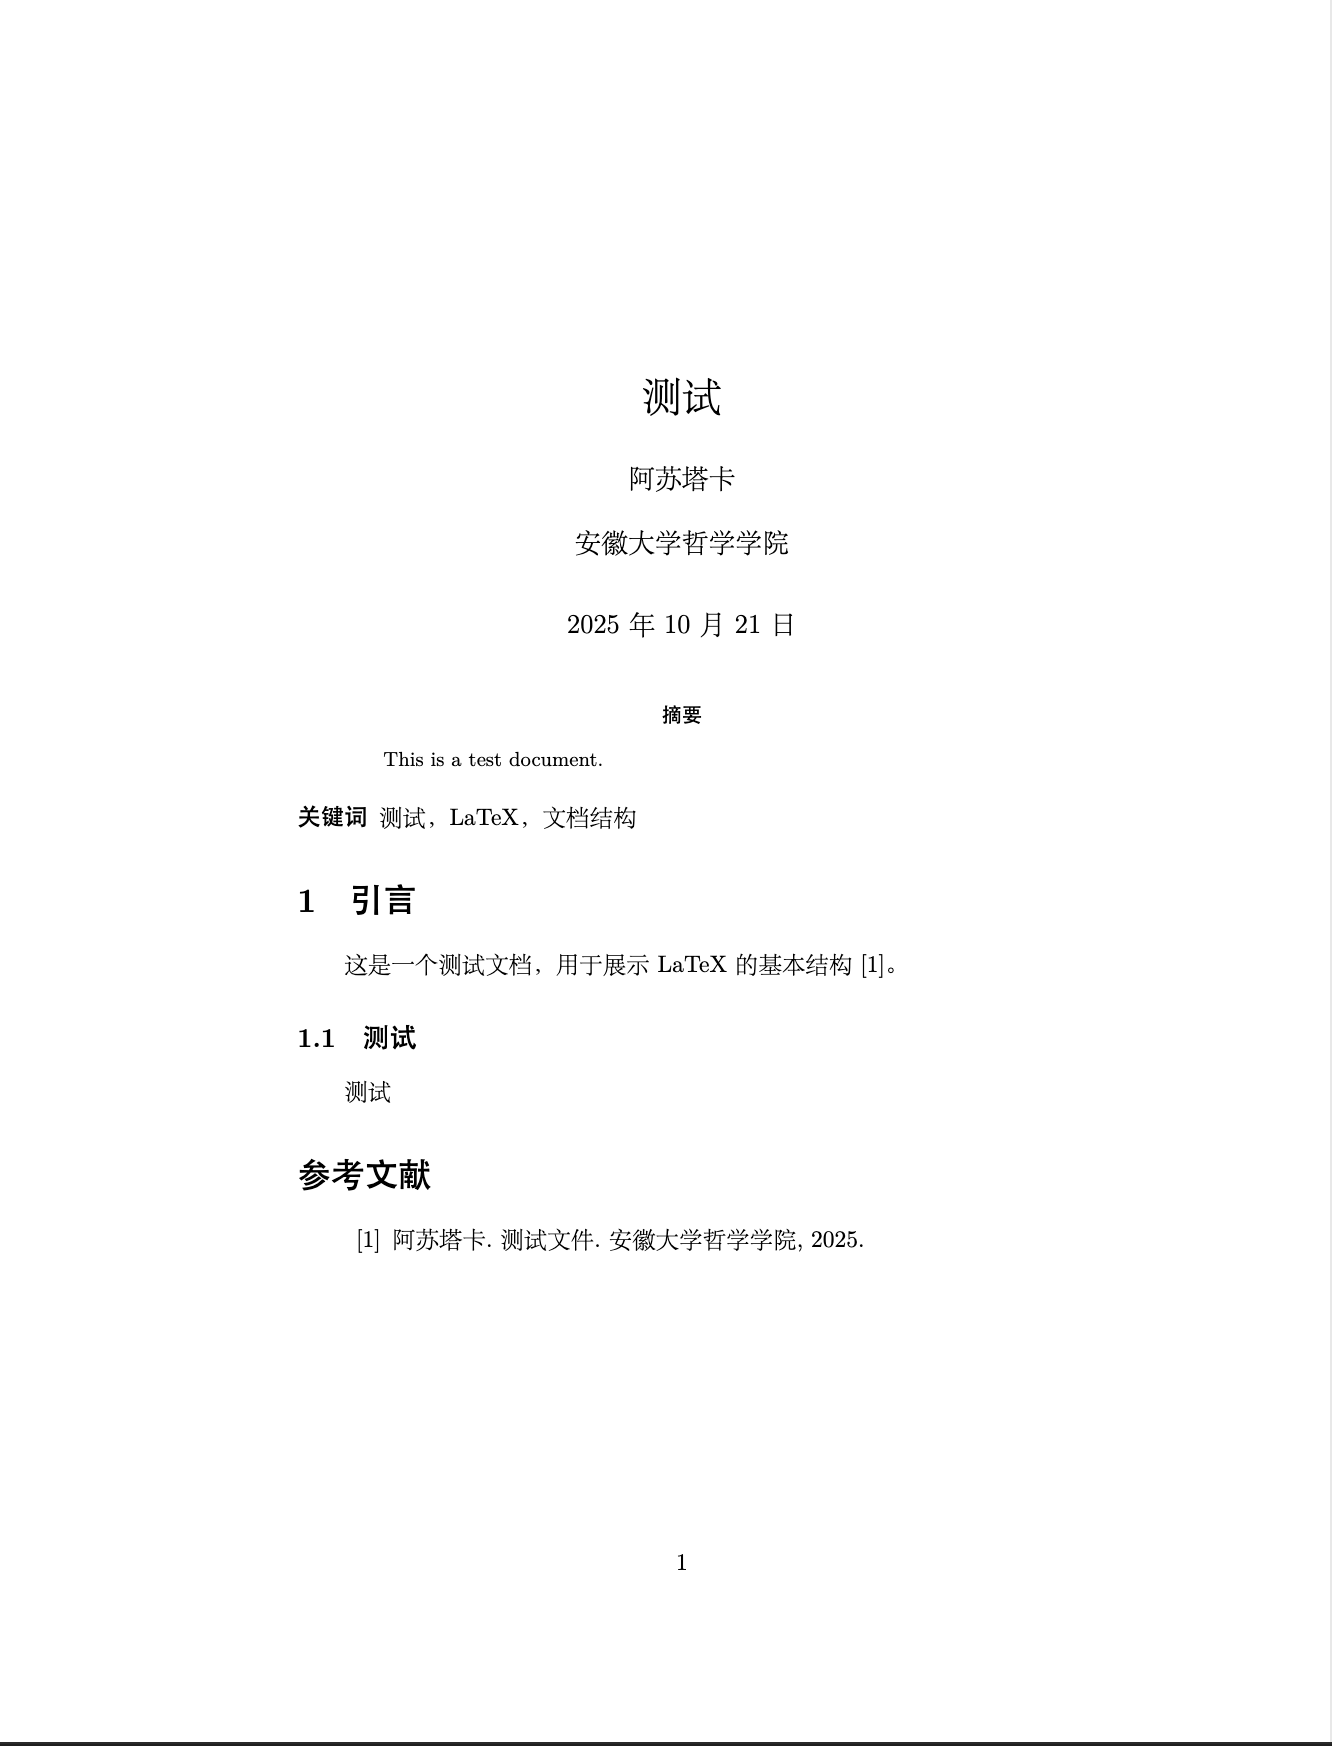 测试
阿苏塔卡
安徽大学哲学学院
2025 年 10 月 21 日
摘要
This is a test document.
关键词 测试，LaTeX，文档结构
1 引言
这是一个测试文档，用于展示 LaTeX 的基本结构 [1]。
1.1 测试
测试
参考文献
[1] 阿苏塔卡. 测试文件. 安徽大学哲学学院, 2025.
1